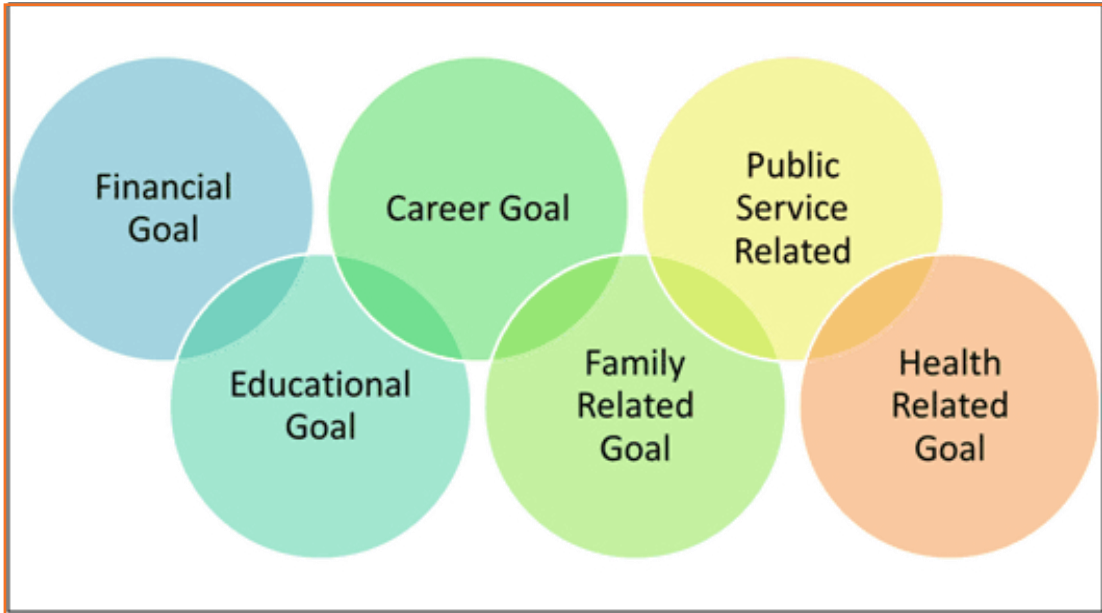 Financial
Goal
Educational
Goal
Career Goal
Family
Related
Goal
Public
Service
Related
Health
Related
Goal